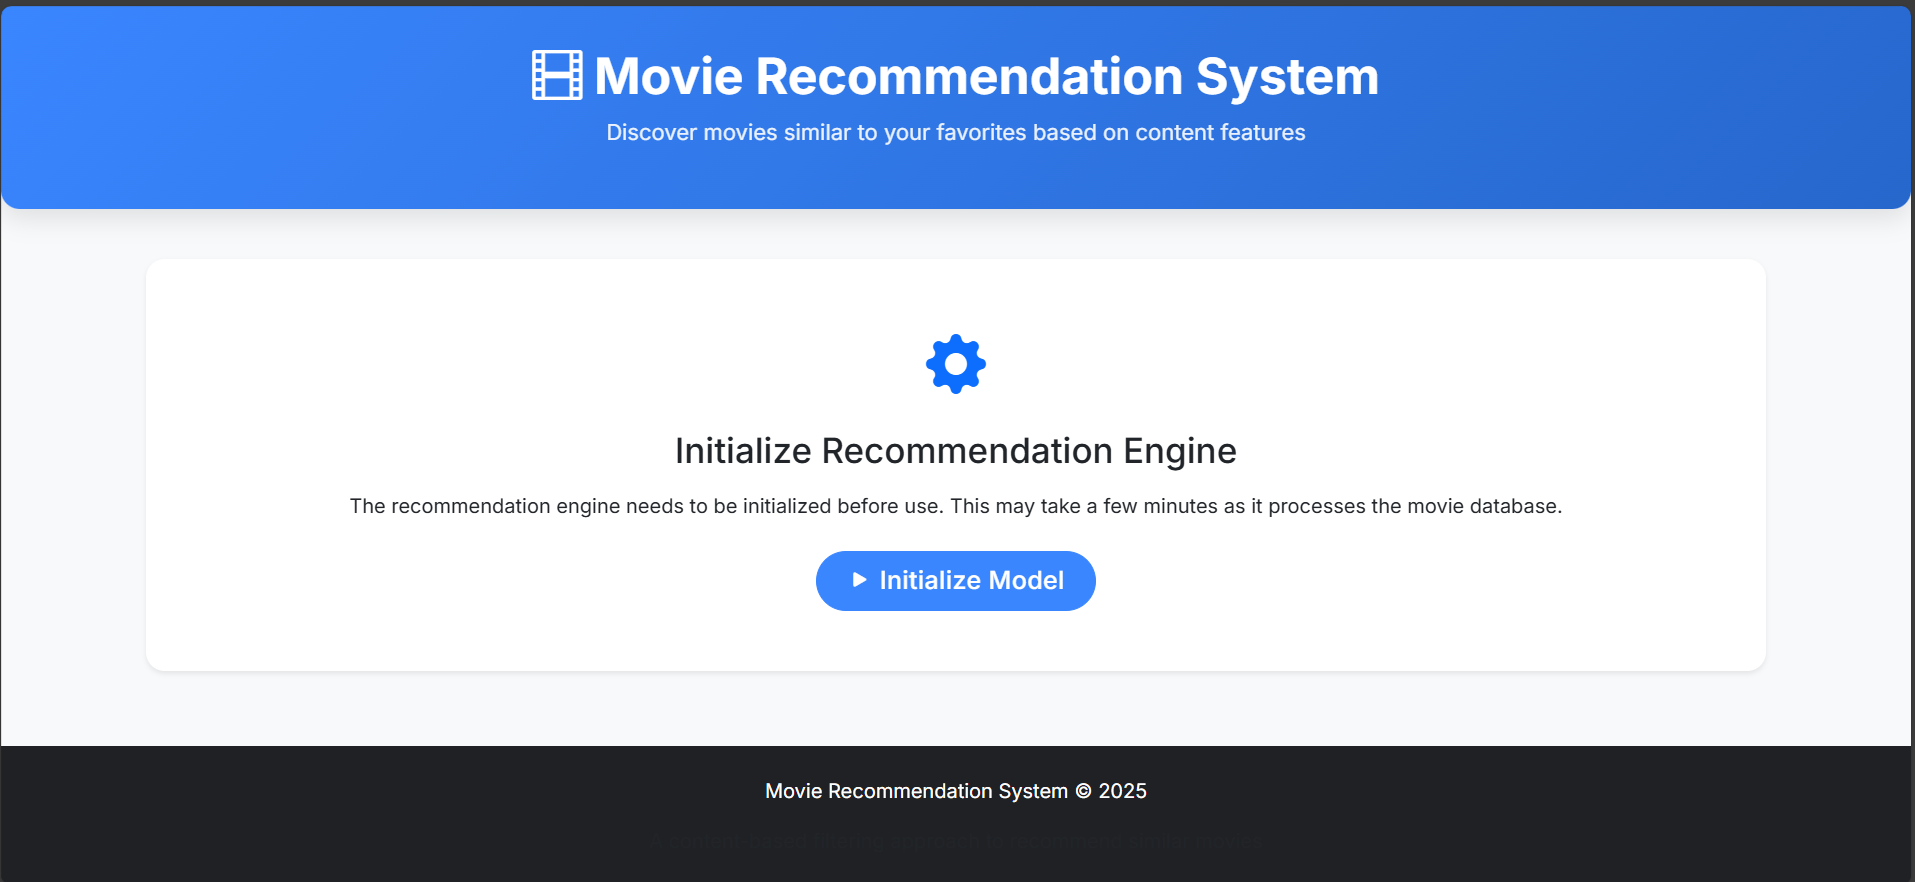 Movie Recommendation System
Discover movies similar to your favorites based on content features
Initialize Recommendation Engine
The recommendation engine needs to be initialized before use. This may take a few minutes as it processes the movie database.
Initialize Model
Movie Recommendation System © 2025
A content-based filtering approach to recommend similar movies